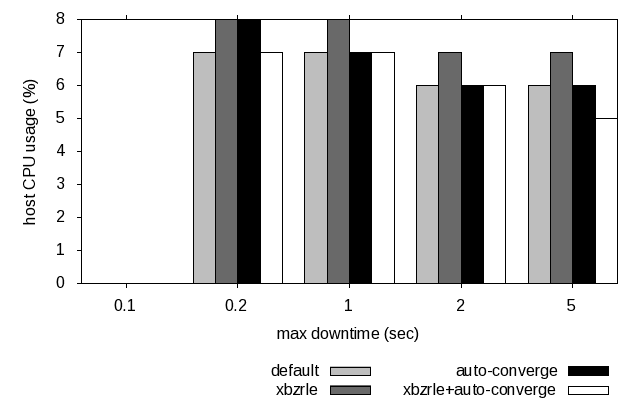 8
7
6
5
4
3
2
1
0
host CPU usage (%)
0.1 0.2 1 2 5
max downtime (sec)
default auto-converge
xbzrle xbzrle+auto-converge